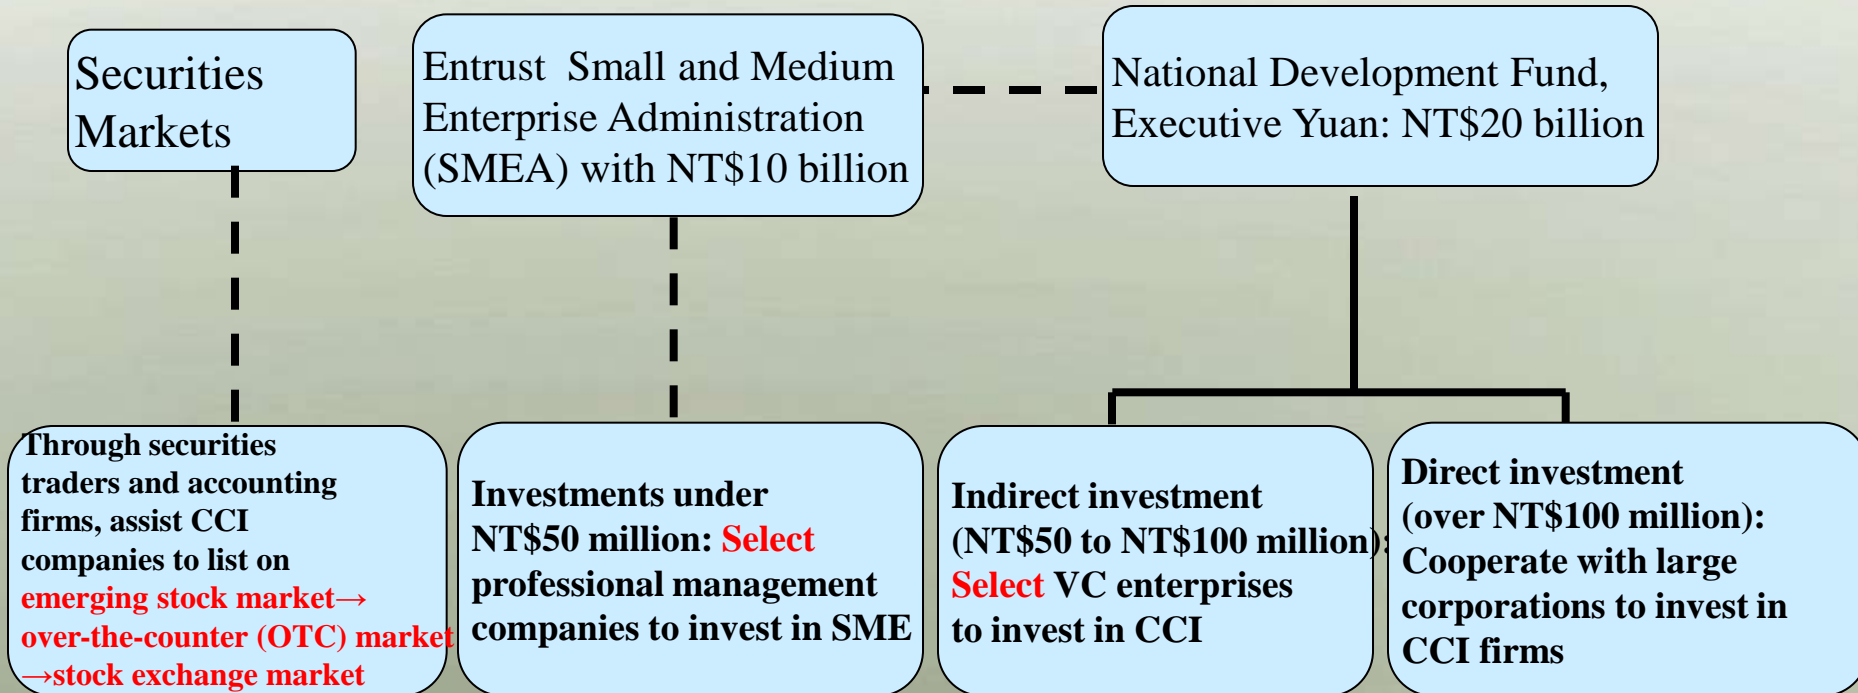 Securities
Markets
Entrust Small and Medium
Enterprise Administration
(SMEA) with NT$10 billion
National Development Fund,
Executive Yuan: NT$20 billion
Through securities
traders and accounting
firms, assist CCI
companies to list on
emerging stock market→
over-the-counter (OTC) market
→stock exchange market
Investments under
NT$50 million: Select
professional management
companies to invest in SME
Indirect investment
(NT$50 to NT$100 million):
Select VC enterprises
to invest in CCI
Direct investment
(over NT$100 million):
Cooperate with large
corporations to invest in
CCI firms